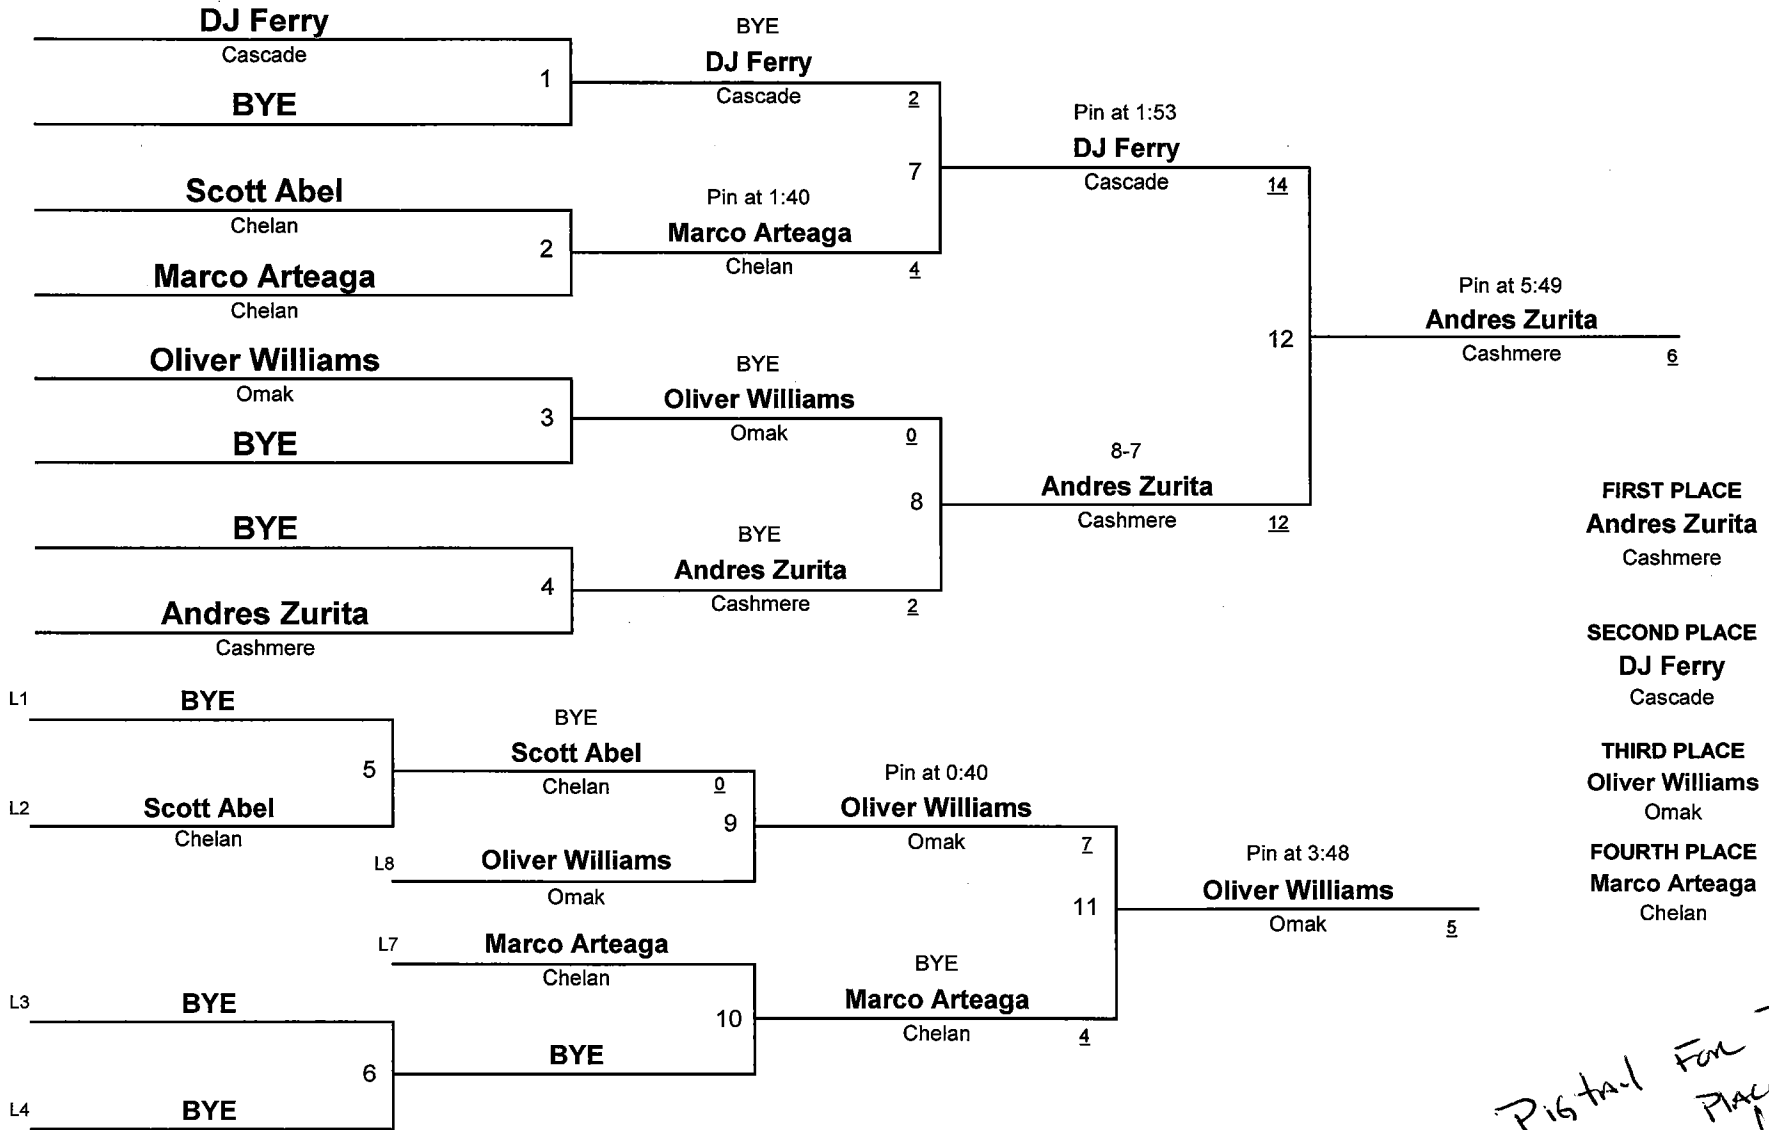 DJ Ferry
Cascade
1
BYE
Scott Abel
Chelan
2
Marco Arteaga
Chelan
Oliver Williams
Omak
3
BYE
BYE
4
Andres Zurita
Cashmere
BYE
DJ Ferry
Cascade 2
7
Pin at 1:40
Marco Arteaga
Chelan 4
BYE
Oliver Williams
Omak 0
8
BYE
Andres Zurita
Cashmere 2
Pin at 1:53
DJ Ferry
Cascade 14
12
8-7
Andres Zurita
Cashmere 12
Pin at 5:49
Andres Zurita
Cashmere 6
L1 BYE
5
L2 Scott Abel
Chelan
BYE
Scott Abel
Chelan 0
9
L8 Oliver Williams
Omak
L7 Marco Arteaga
Chelan
10
BYE
L3 BYE
6
L4 BYE
Pin at 0:40
Oliver Williams
Omak 7
11
BYE
Marco Arteaga
Chelan 4
Pin at 3:48
Oliver Williams
Omak 5
FIRST PLACE
Andres Zurita
Cashmere
SECOND PLACE
DJ Ferry
Cascade
THIRD PLACE
Oliver Williams
Omak
FOURTH PLACE
Marco Arteaga
Chelan
Pigtail For